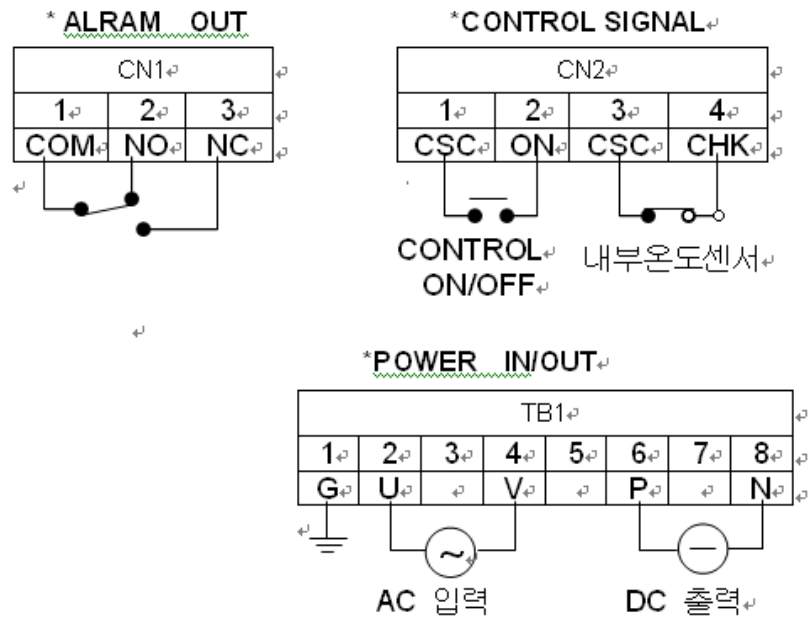 * ALRAM OUT
CN1
1 2 3
COM NO NC
*CONTROL SIGNAL
CN2
1 2 3 4
CSC ON CSC CHK
CONTROL
ON/OFF
내부온도센서
*POWER IN/OUT
TB1
1 2 3 4 5 6 7 8
G U V P N
~
AC 입력
DC 출력